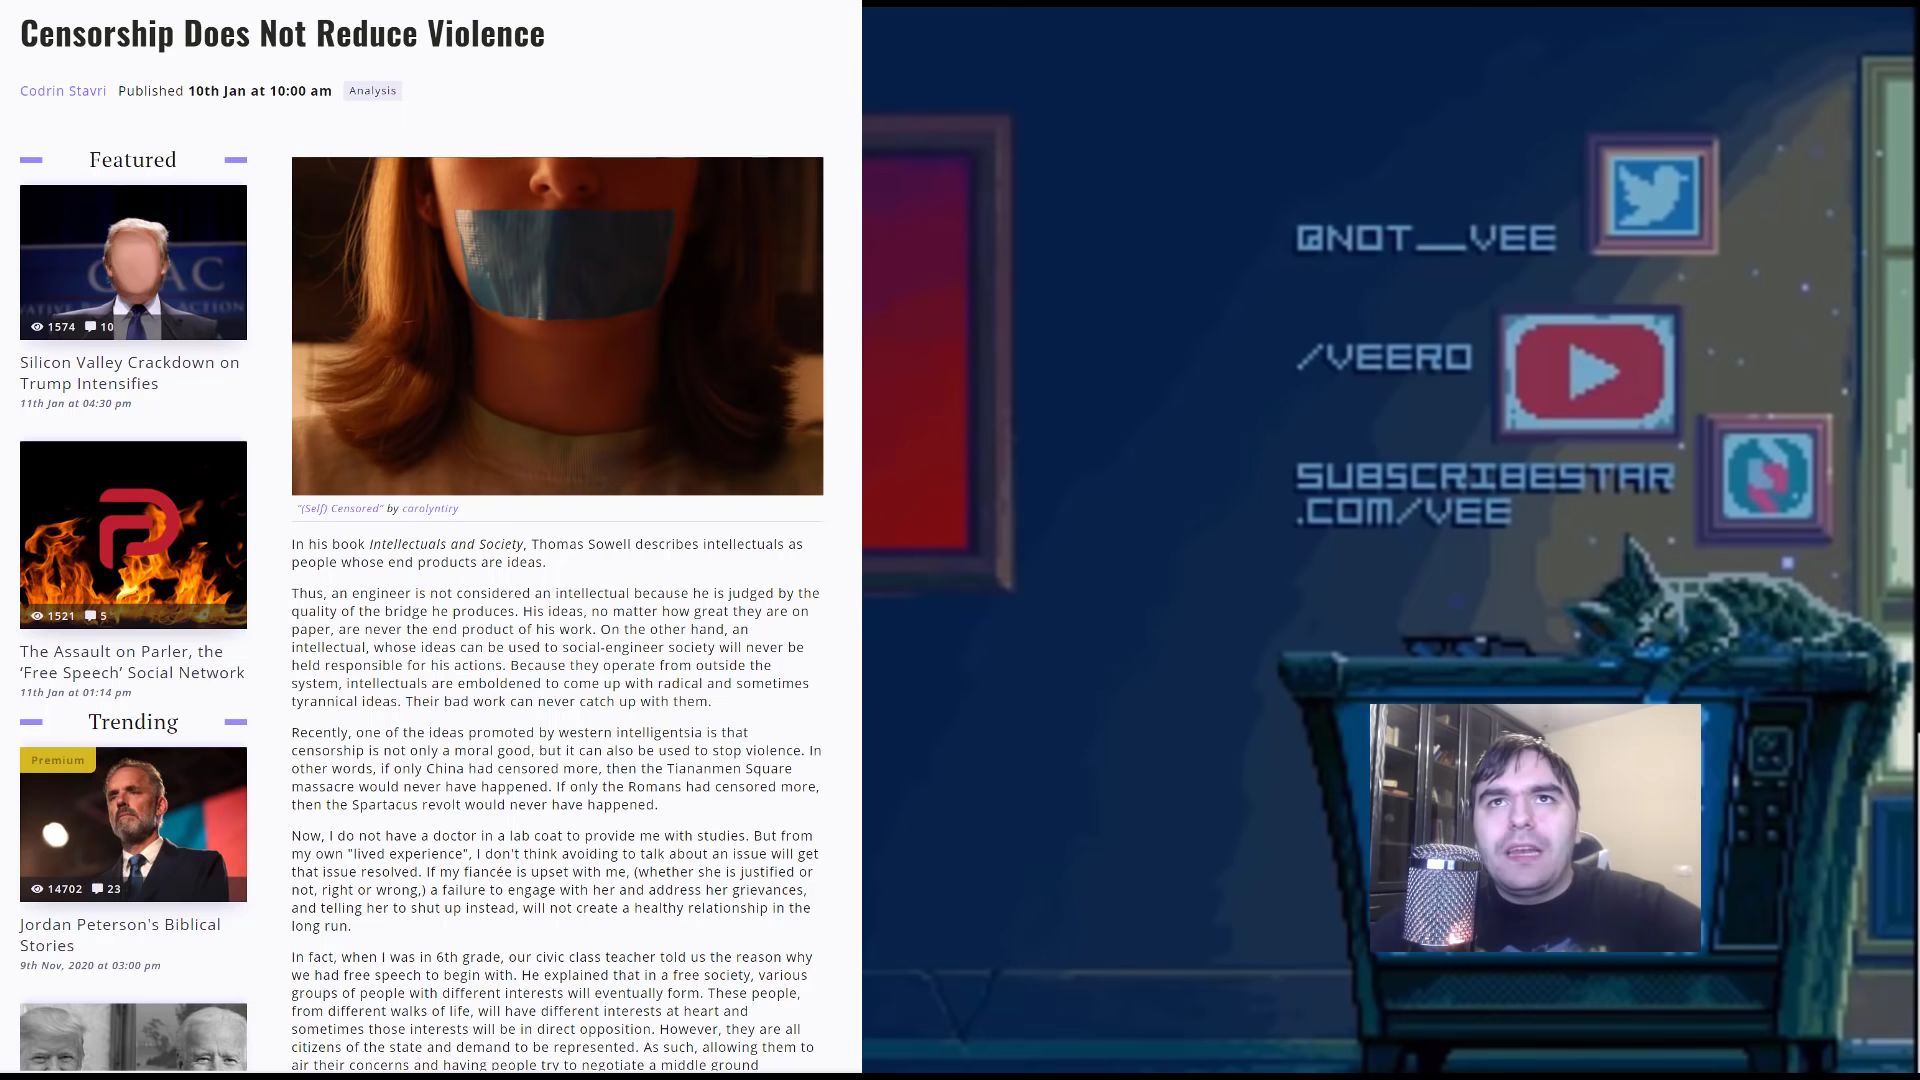 Censorship Does Not Reduce Violence
Codrin Stavri Published 10th Jan at 10:00 am Analysis
Featured
1574 10
Silicon Valley Crackdown on
Trump Intensifies
11th Jan at 04:30 pm
1521 5
The Assault on Parler, the
‘Free Speech’ Social Network
11th Jan at 01:14 pm
Trending
Premium
14702 23
Jordan Peterson's Biblical
Stories
9th Nov, 2020 at 03:00 pm
"(Self) Censored" by carolyntiry
In his book Intellectuals and Society, Thomas Sowell describes intellectuals as
people whose end products are ideas.
Thus, an engineer is not considered an intellectual because he is judged by the
quality of the bridge he produces. His ideas, no matter how great they are on
paper, are never the end product of his work. On the other hand, an
intellectual, whose ideas can be used to social-engineer society will never be
held responsible for his actions. Because they operate from outside the
system, intellectuals are emboldened to come up with radical and sometimes
tyrannical ideas. Their bad work can never catch up with them.
Recently, one of the ideas promoted by western intelligentsia is that
censorship is not only a moral good, but it can also be used to stop violence. In
other words, if only China had censored more, then the Tiananmen Square
massacre would never have happened. If only the Romans had censored more,
then the Spartacus revolt would never have happened.
Now, I do not have a doctor in a lab coat to provide me with studies. But from
my own "lived experience", I don't think avoiding to talk about an issue will get
that issue resolved. If my fiancée is upset with me, (whether she is justified or
not, right or wrong,) a failure to engage with her and address her grievances,
and telling her to shut up instead, will not create a healthy relationship in the
long run.
In fact, when I was in 6th grade, our civic class teacher told us the reason why
we had free speech to begin with. He explained that in a free society, various
groups of people with different interests will eventually form. These people,
from different walks of life, will have different interests at heart and
sometimes those interests will be in direct opposition. However, they are all
citizens of the state and demand to be represented. As such, allowing them to
air their concerns and having people try to negotiate a middle ground
@NOT__VEE
/VEERO
SUBSCRIBESTAR
.COM/VEE